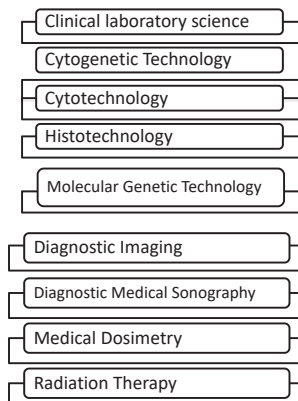 Clinical laboratory science
Cytogenetic Technology
Cytotechnology
Histotechnology
Molecular Genetic Technology
Diagnostic Imaging
Diagnostic Medical Sonography
Medical Dosimetry
Radiation Therapy